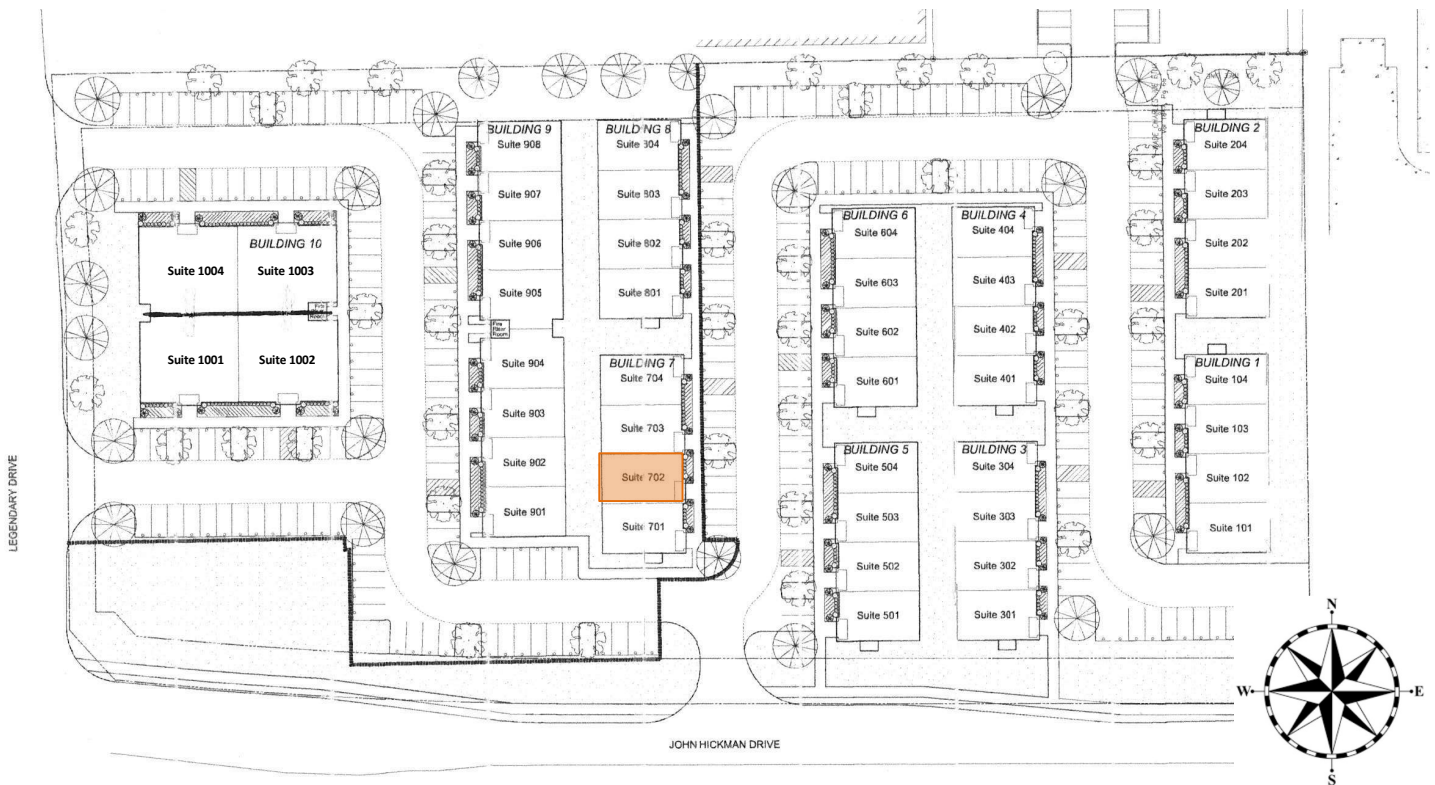 BUILDING 9
Suite 908
Suite 907
Suite 906
Suite 905
Fire
Riser
Room
Suite 904
Suite 903
Suite 902
Suite 901
BUILDING 8
Suite 804
Suite 803
Suite 802
Suite 801
BUILDING 7
Suite 704
Suite 703
Suite 702
Suite 701
BUILDING 10
Suite 1004
Suite 1003
Suite 1001
Suite 1002
BUILDING 6
Suite 604
Suite 603
Suite 602
Suite 601
BUILDING 4
Suite 404
Suite 403
Suite 402
Suite 401
BUILDING 5
Suite 504
Suite 503
Suite 502
Suite 501
BUILDING 3
Suite 304
Suite 303
Suite 302
Suite 301
BUILDING 2
Suite 204
Suite 203
Suite 202
Suite 201
BUILDING 1
Suite 104
Suite 103
Suite 102
Suite 101
LEGENDARY DRIVE
JOHN HICKMAN DRIVE
N
W
E
S